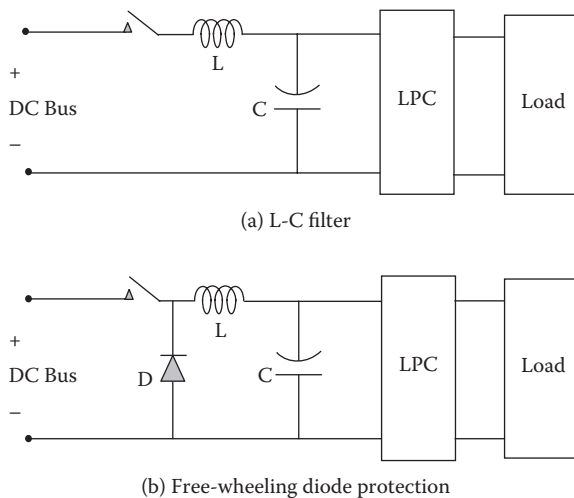 L
+
DC Bus
−
C
LPC
Load
(a) L-C filter
L
+
DC Bus
−
D
C
LPC
Load
(b) Free-wheeling diode protection